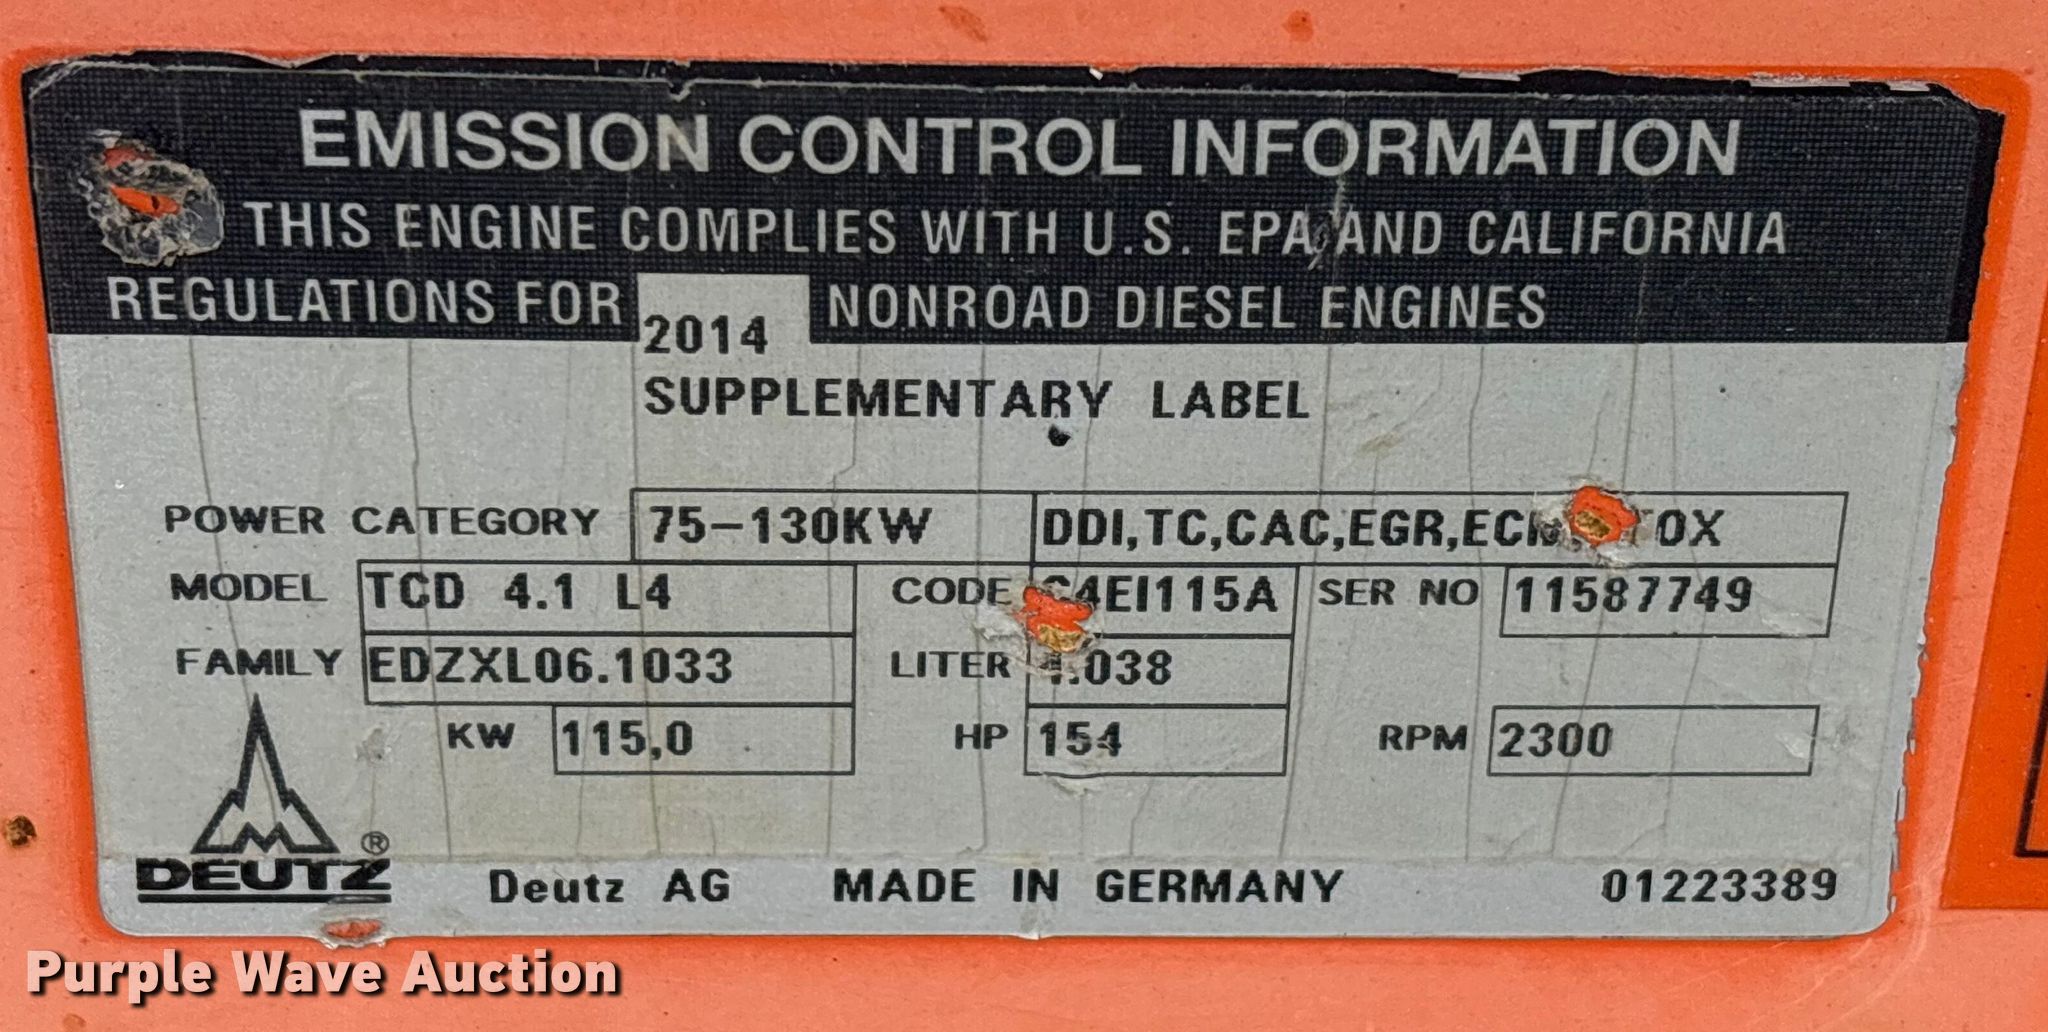 EMISSION CONTROL INFORMATION
THIS ENGINE COMPLIES WITH U.S. EPA AND CALIFORNIA
REGULATIONS FOR 2014 NONROAD DIESEL ENGINES
SUPPLEMENTARY LABEL
POWER CATEGORY 75-130KW DDI,TC,CAC,EGR,
MODEL TCD 4.1 L4 CODE SER NO 11587749
FAMILY EDZXL06.1033 LITER
KW 115,0 HP 154 RPM 2300
DEUTZ ®
Deutz AG MADE IN GERMANY 01223389
Purple Wave Auction